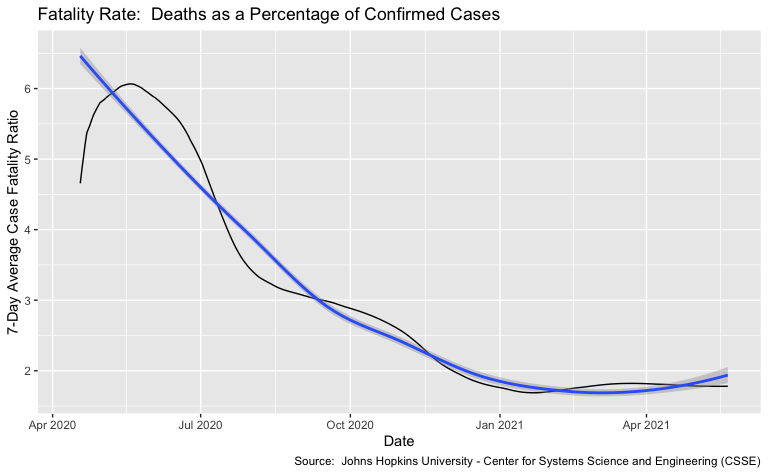 Fatality Rate:  Deaths as a Percentage of Confirmed Cases
7-Day Average Case Fatality Ratio
6
5
4
3
2
Apr 2020 Jul 2020 Oct 2020 Jan 2021 Apr 2021
Date
Source:  Johns Hopkins University - Center for Systems Science and Engineering (CSSE)